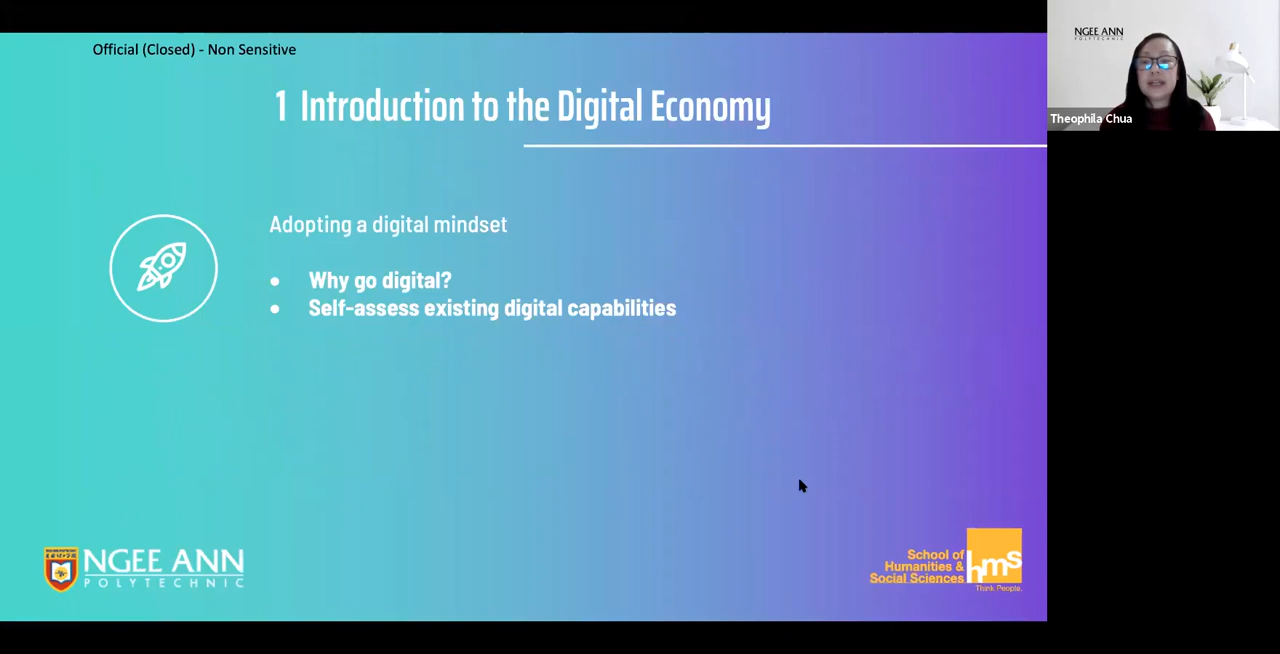 Official (Closed) - Non Sensitive
1 Introduction to the Digital Economy
Adopting a digital mindset
• Why go digital?
• Self-assess existing digital capabilities
NGEE ANN
POLYTECHNIC
School of
Humanities &
Social Sciences
hms
Think People.
NGEE ANN
POLYTECHNIC
Theophila Chua